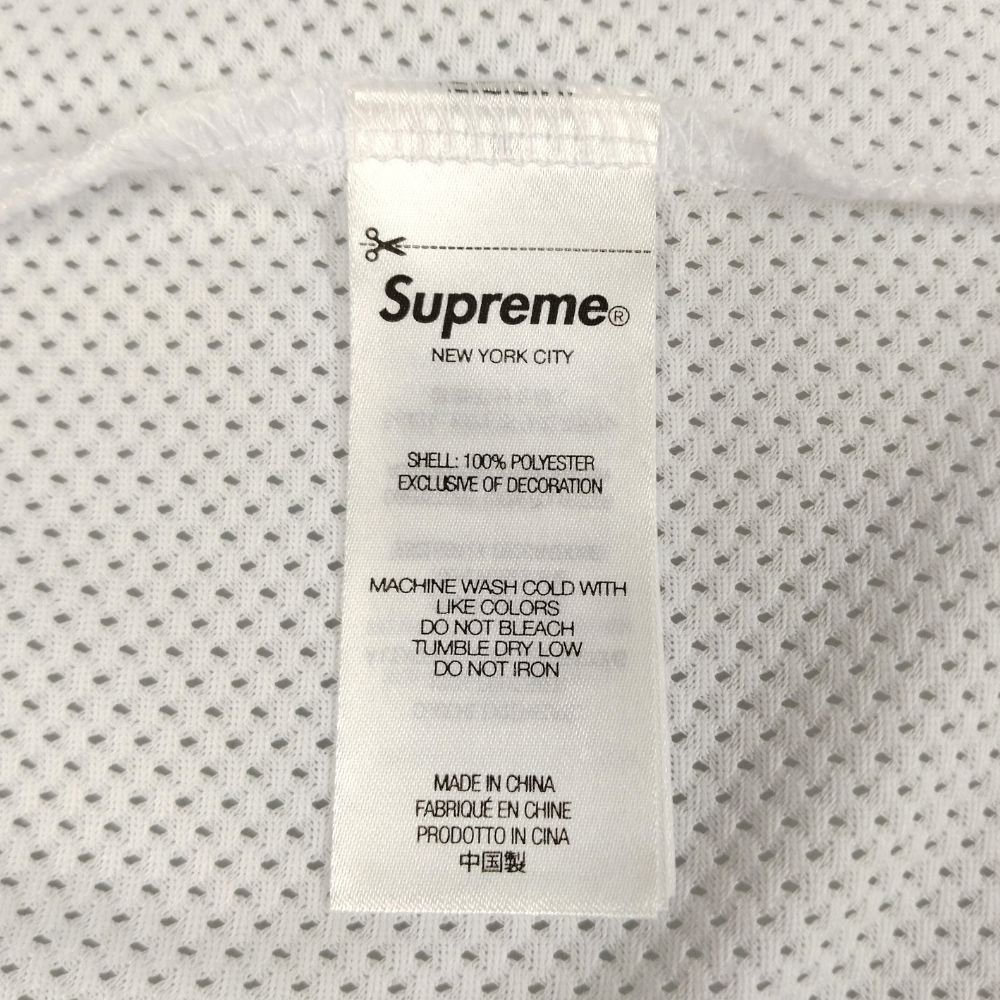 Supreme®
NEW YORK CITY
SHELL: 100% POLYESTER
EXCLUSIVE OF DECORATION
MACHINE WASH COLD WITH
LIKE COLORS
DO NOT BLEACH
TUMBLE DRY LOW
DO NOT IRON
MADE IN CHINA
FABRIQUÉ EN CHINE
PRODOTTO IN CINA
中国製